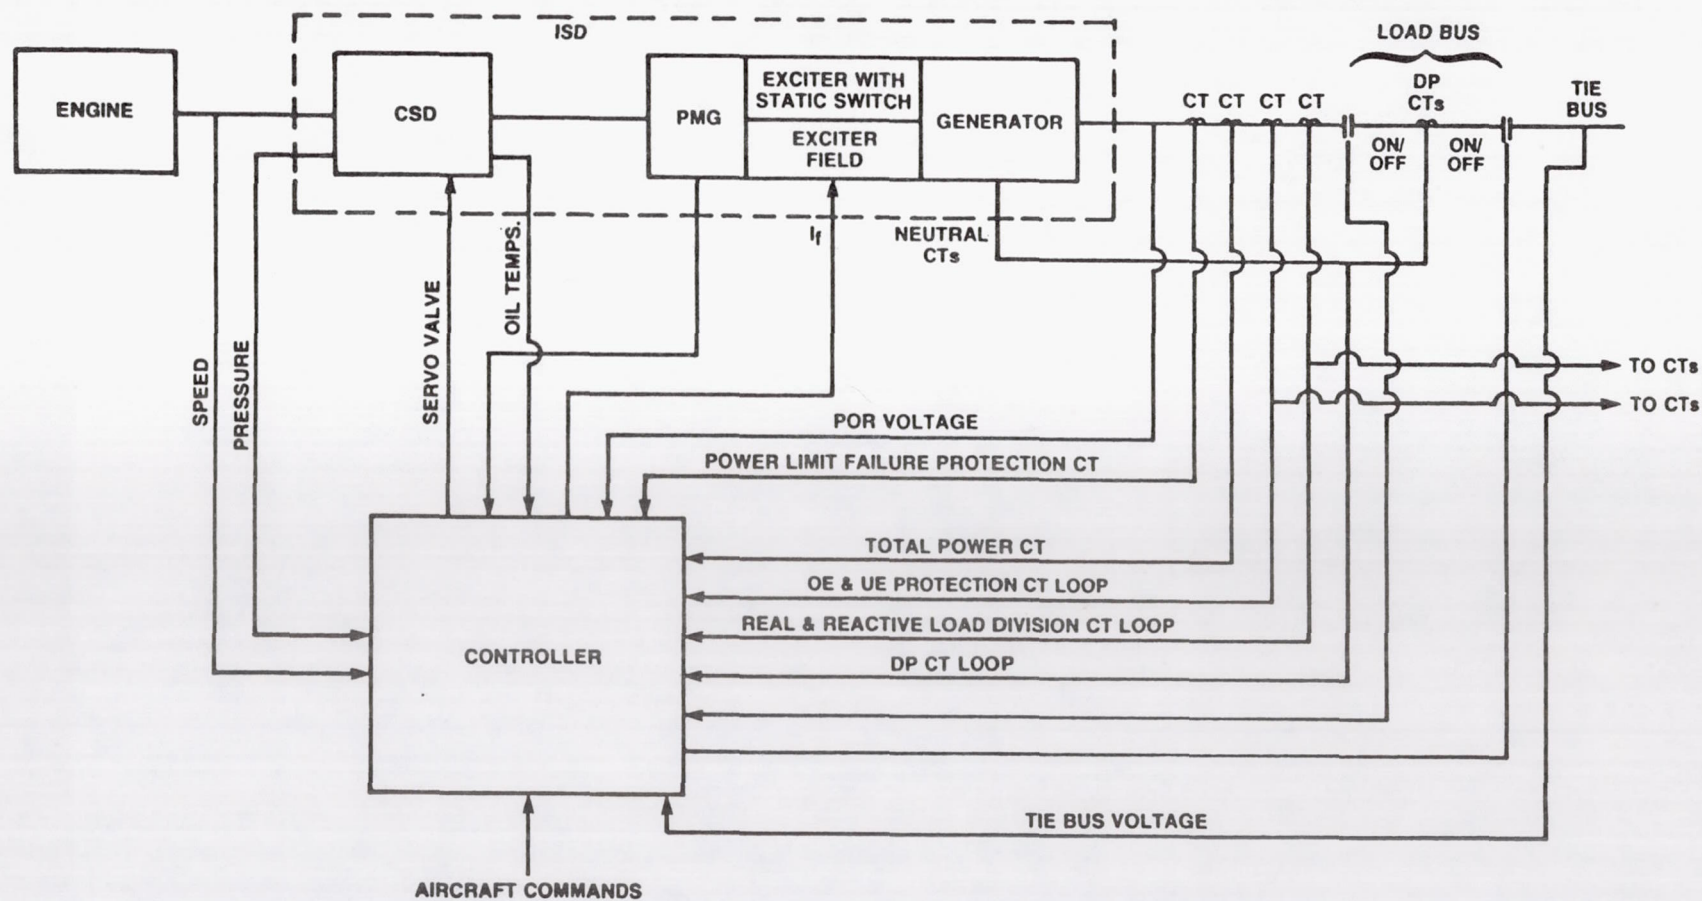 ISD
LOAD BUS
ENGINE
CSD
PMG
EXCITER WITH
STATIC SWITCH
EXCITER
FIELD
GENERATOR
CT
CT
CT
CT
DP
CTs
TIE
BUS
ON/
OFF
ON/
OFF
If
NEUTRAL
CTs
SPEED
PRESSURE
SERVO VALVE
OIL TEMPS.
TO CTs
TO CTs
POR VOLTAGE
POWER LIMIT FAILURE PROTECTION CT
TOTAL POWER CT
OE & UE PROTECTION CT LOOP
REAL & REACTIVE LOAD DIVISION CT LOOP
DP CT LOOP
CONTROLLER
TIE BUS VOLTAGE
AIRCRAFT COMMANDS